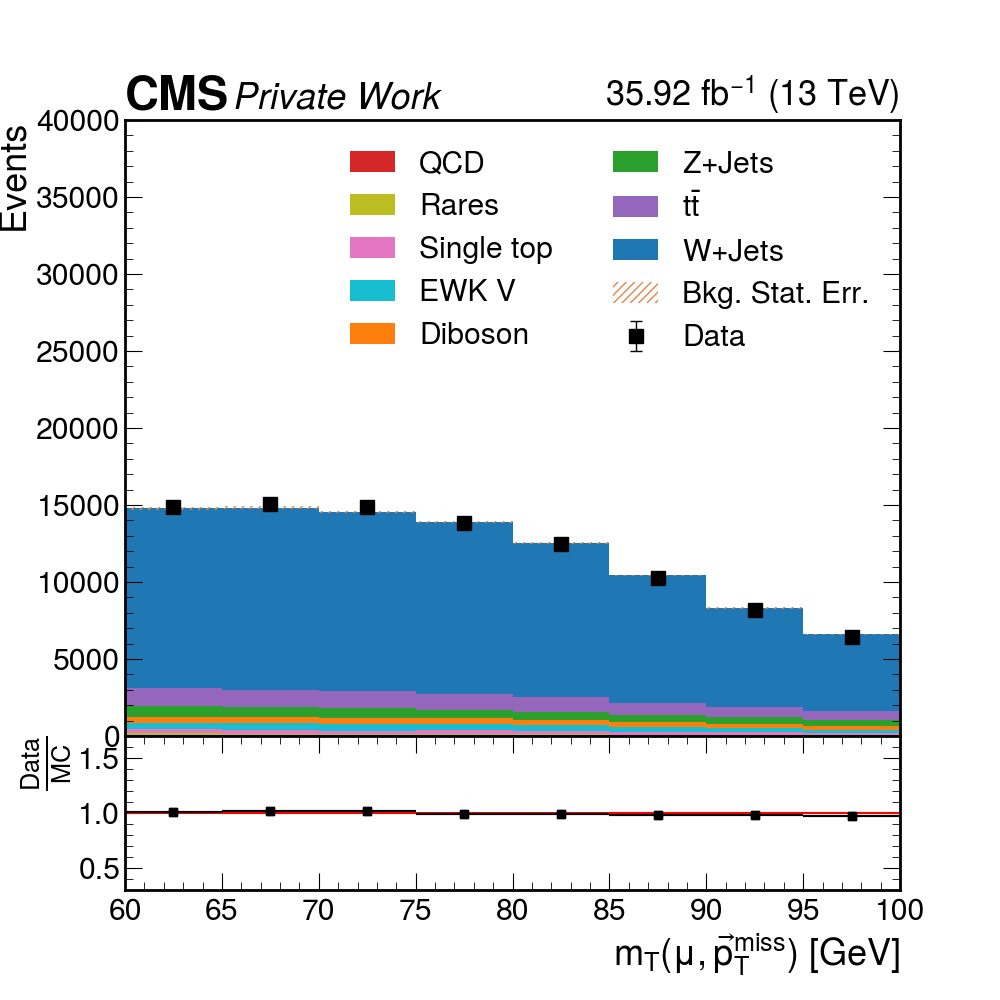 CMS Private Work 35.92 fb⁻¹ (13 TeV)
Events
40000
35000
30000
25000
20000
15000
10000
5000
0
QCD
Rares
Single top
EWK V
Diboson
Z+Jets
tt̄
W+Jets
Bkg. Stat. Err.
Data
Data
MC
1.5
1.0
0.5
60 65 70 75 80 85 90 95 100
m_T(μ, p⃗_T^miss) [GeV]